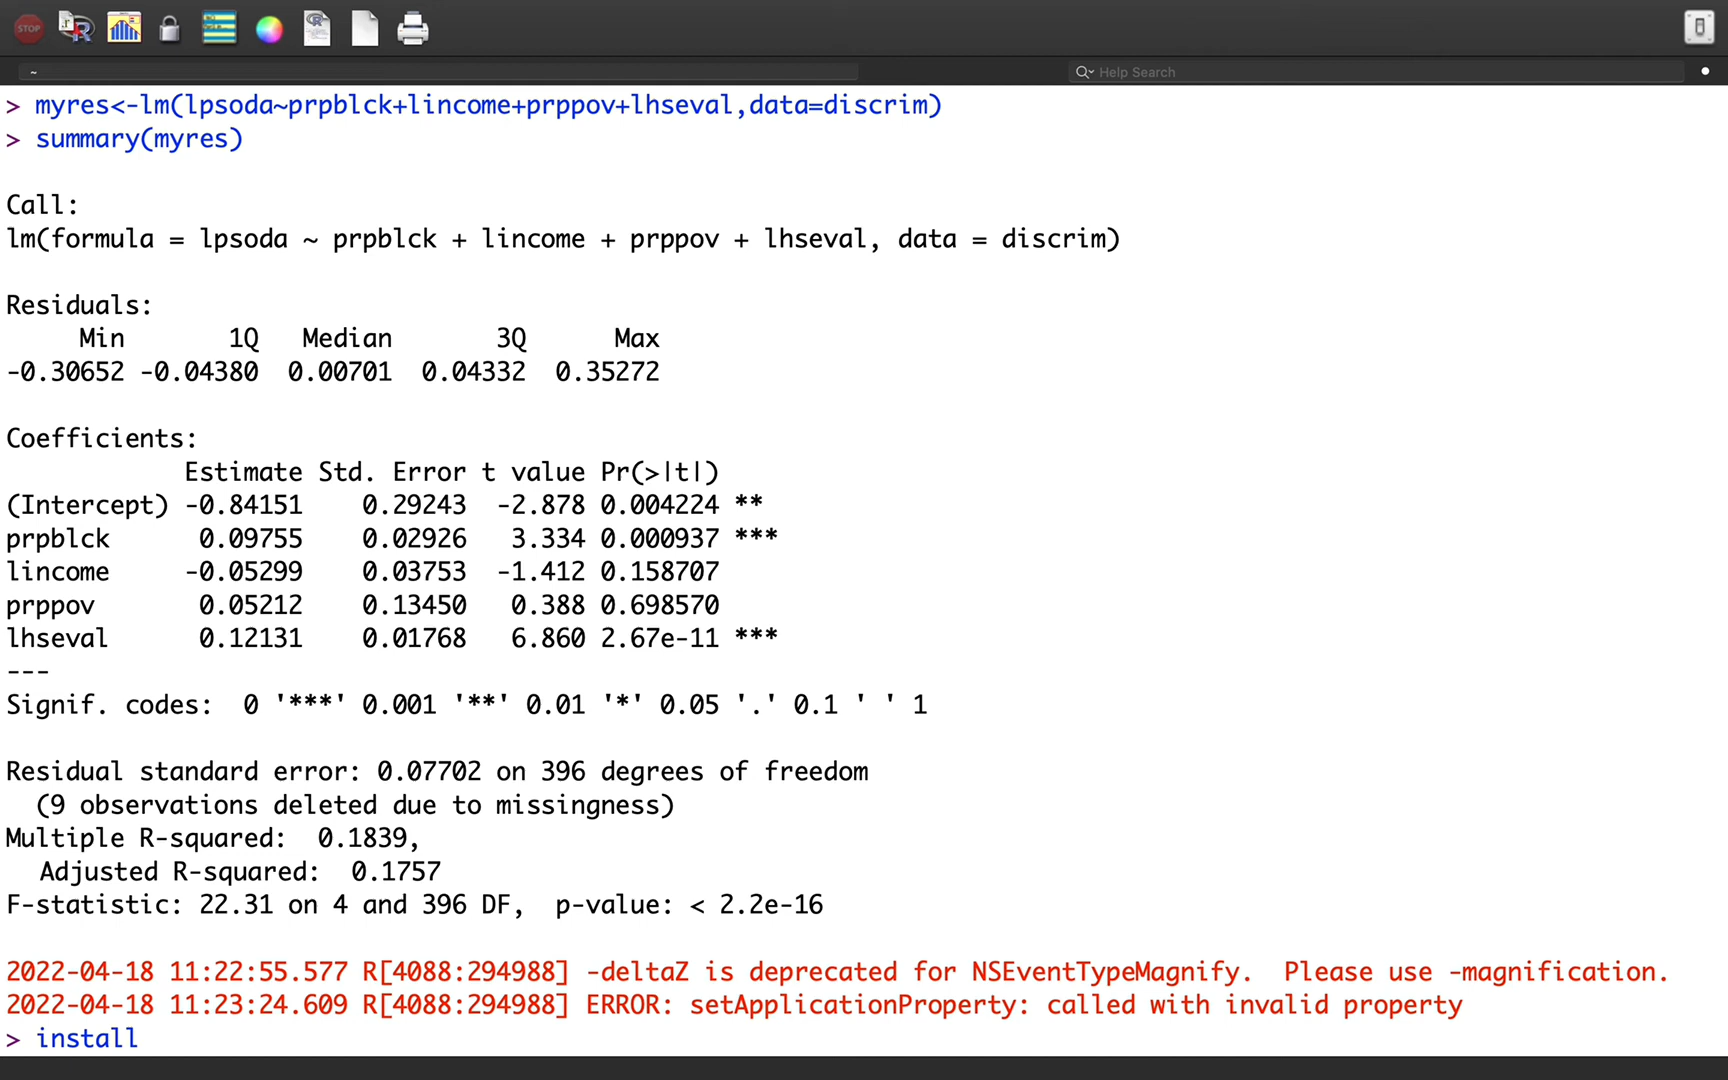 STOP
~
Help Search
> myres<-lm(lpsoda~prpblck+lincome+prppov+lhseval,data=discrim)
> summary(myres)
Call:
lm(formula = lpsoda ~ prpblck + lincome + prppov + lhseval, data = discrim)
Residuals:
     Min       1Q   Median       3Q      Max
-0.30652 -0.04380  0.00701  0.04332  0.35272
Coefficients:
            Estimate Std. Error t value Pr(>|t|)
(Intercept) -0.84151    0.29243  -2.878 0.004224 **
prpblck      0.09755    0.02926   3.334 0.000937 ***
lincome     -0.05299    0.03753  -1.412 0.158707
prppov       0.05212    0.13450   0.388 0.698570
lhseval      0.12131    0.01768   6.860 2.67e-11 ***
---
Signif. codes:  0 '***' 0.001 '**' 0.01 '*' 0.05 '.' 0.1 ' ' 1
Residual standard error: 0.07702 on 396 degrees of freedom
  (9 observations deleted due to missingness)
Multiple R-squared:  0.1839,
  Adjusted R-squared:  0.1757
F-statistic: 22.31 on 4 and 396 DF,  p-value: < 2.2e-16
2022-04-18 11:22:55.577 R[4088:294988] -deltaZ is deprecated for NSEventTypeMagnify.  Please use -magnification.
2022-04-18 11:23:24.609 R[4088:294988] ERROR: setApplicationProperty: called with invalid property
> install